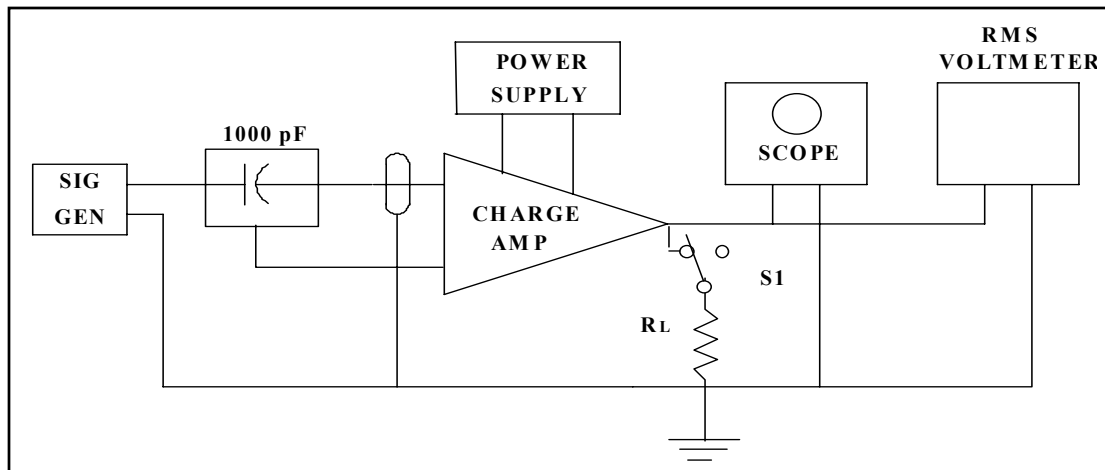 RMS
VOLTMETER
POWER
SUPPLY
1000 pF
SCOPE
SIG
GEN
CHARGE
AMP
S1
RL